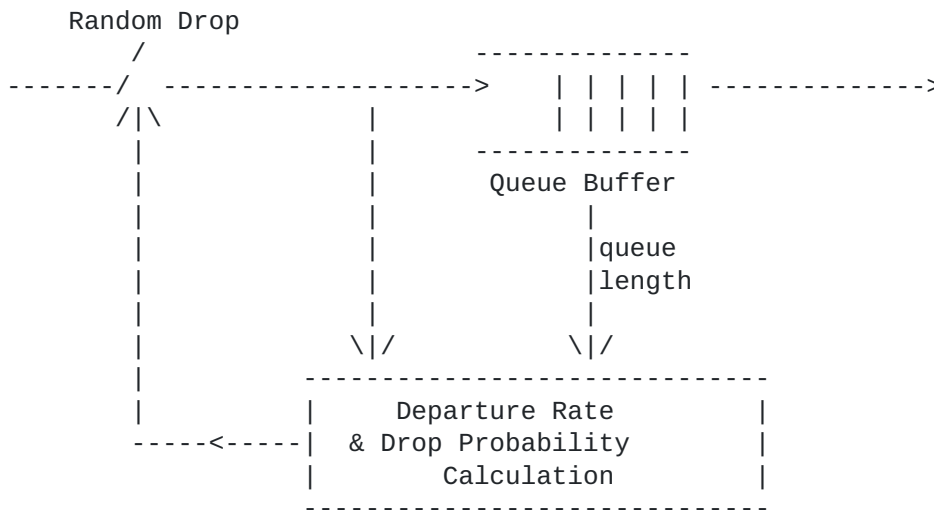 Random Drop
Queue Buffer
queue
length
Departure Rate
& Drop Probability
Calculation